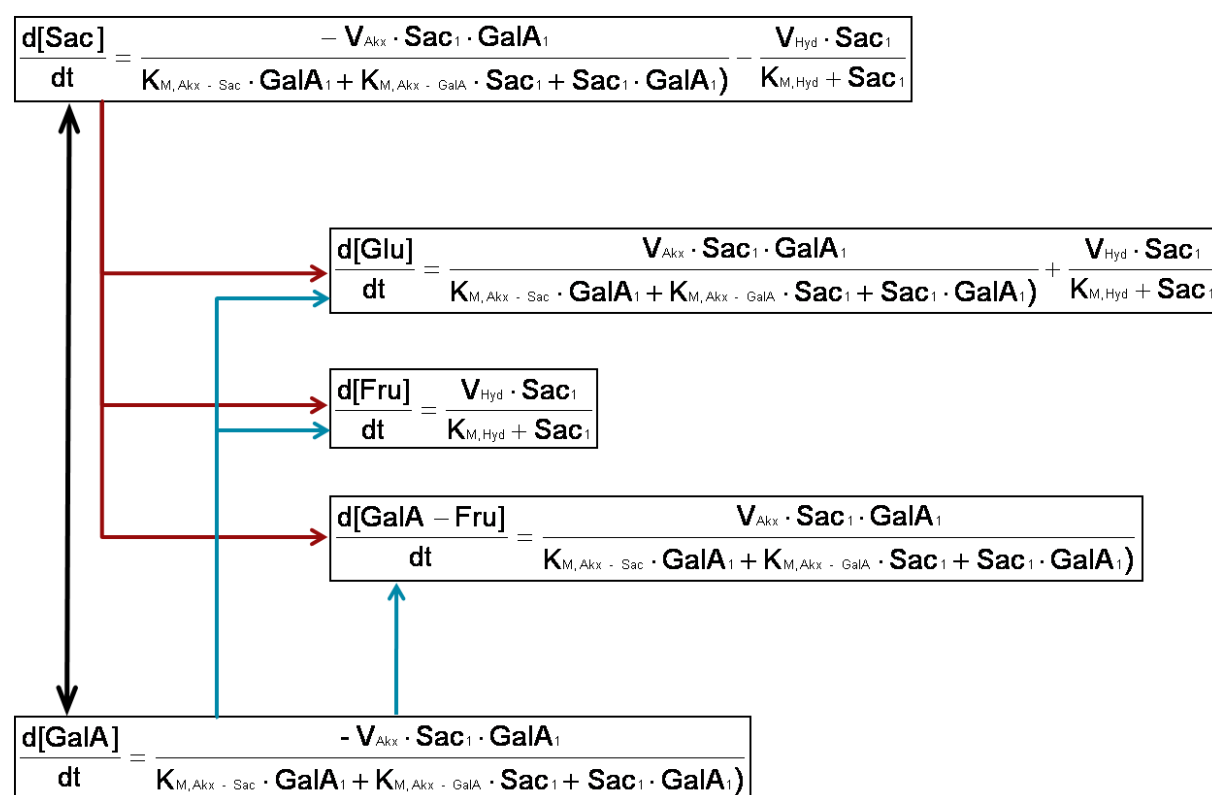 d[Sac]/dt = − V_Akx · Sac₁ · GalA₁ / K_M,Akx - Sac · GalA₁ + K_M,Akx - GalA · Sac₁ + Sac₁ · GalA₁) − V_Hyd · Sac₁ / K_M,Hyd + Sac₁
d[Glu]/dt = V_Akx · Sac₁ · GalA₁ / K_M,Akx - Sac · GalA₁ + K_M,Akx - GalA · Sac₁ + Sac₁ · GalA₁) + V_Hyd · Sac₁ / K_M,Hyd + Sac₁
d[Fru]/dt = V_Hyd · Sac₁ / K_M,Hyd + Sac₁
d[GalA − Fru]/dt = V_Akx · Sac₁ · GalA₁ / K_M,Akx - Sac · GalA₁ + K_M,Akx - GalA · Sac₁ + Sac₁ · GalA₁)
d[GalA]/dt = - V_Akx · Sac₁ · GalA₁ / K_M,Akx - Sac · GalA₁ + K_M,Akx - GalA · Sac₁ + Sac₁ · GalA₁)